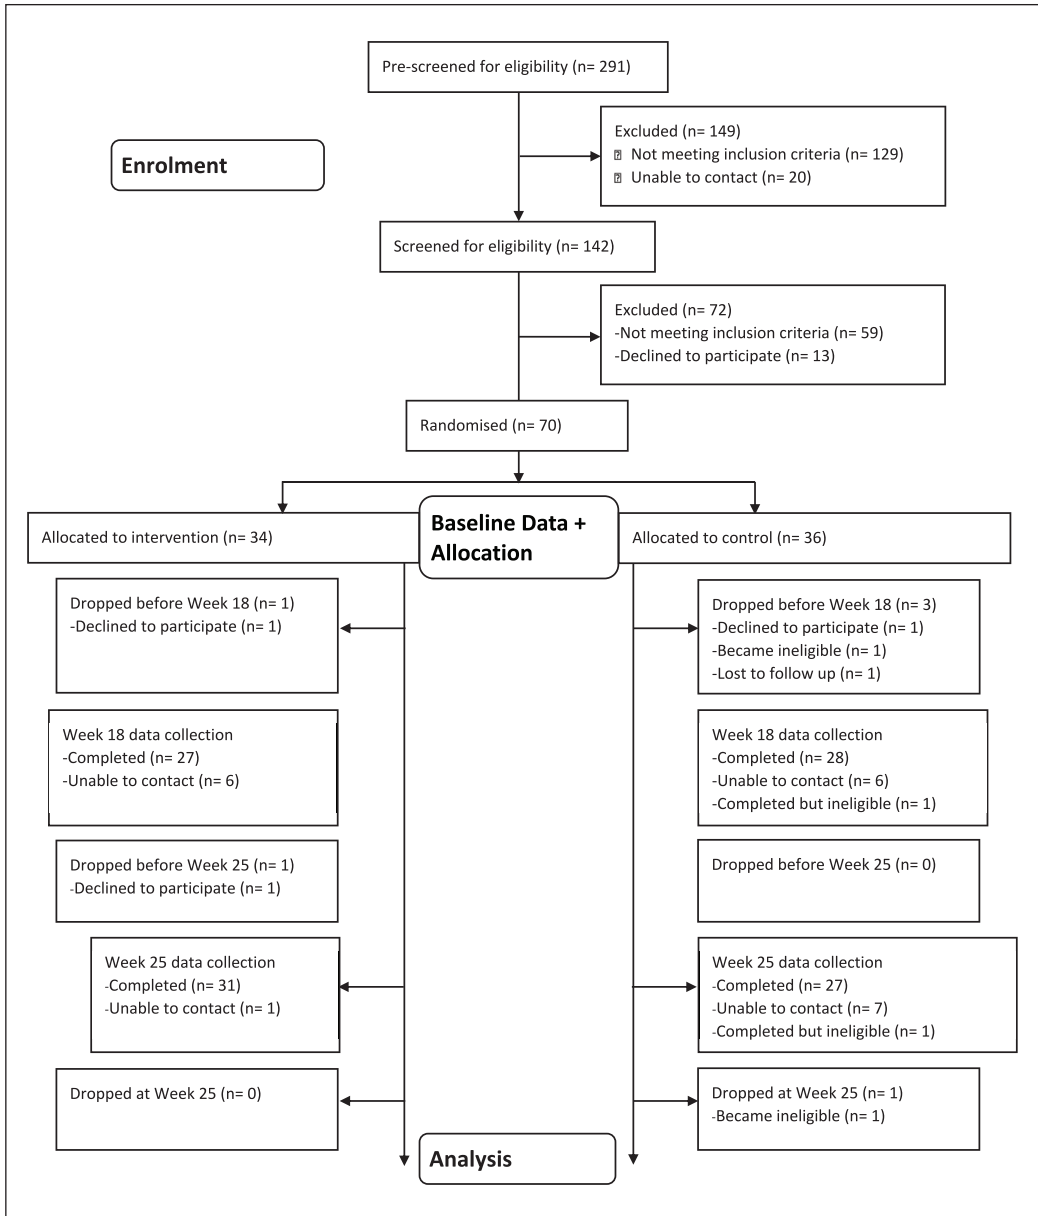 Pre-screened for eligibility (n= 291)
Enrolment
Excluded (n= 149)
Not meeting inclusion criteria (n= 129)
Unable to contact (n= 20)
Screened for eligibility (n= 142)
Excluded (n= 72)
-Not meeting inclusion criteria (n= 59)
-Declined to participate (n= 13)
Randomised (n= 70)
Baseline Data +
Allocation
Allocated to intervention (n= 34)
Allocated to control (n= 36)
Dropped before Week 18 (n= 1)
-Declined to participate (n= 1)
Dropped before Week 18 (n= 3)
-Declined to participate (n= 1)
-Became ineligible (n= 1)
-Lost to follow up (n= 1)
Week 18 data collection
-Completed (n= 27)
-Unable to contact (n= 6)
Week 18 data collection
-Completed (n= 28)
-Unable to contact (n= 6)
-Completed but ineligible (n= 1)
Dropped before Week 25 (n= 1)
-Declined to participate (n= 1)
Dropped before Week 25 (n= 0)
Week 25 data collection
-Completed (n= 31)
-Unable to contact (n= 1)
Week 25 data collection
-Completed (n= 27)
-Unable to contact (n= 7)
-Completed but ineligible (n= 1)
Dropped at Week 25 (n= 0)
Dropped at Week 25 (n= 1)
-Became ineligible (n= 1)
Analysis